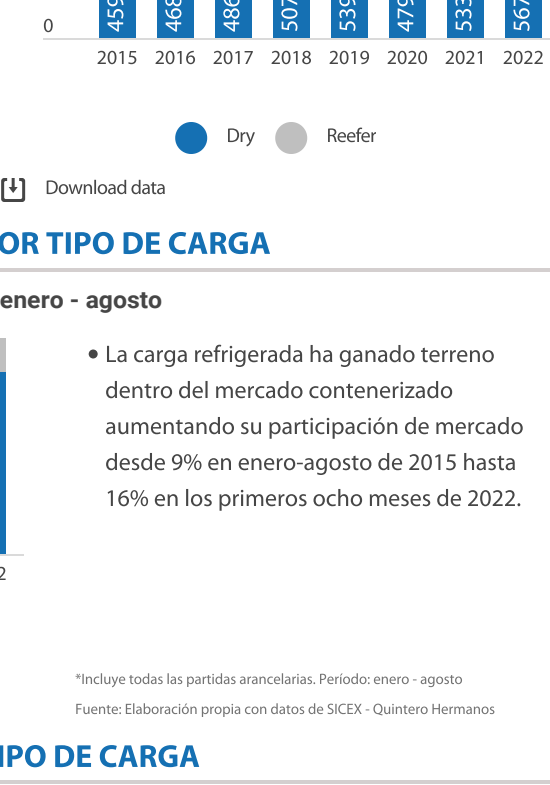 459 468 486 507 539 479 533 567
0
2015 2016 2017 2018 2019 2020 2021 2022
Dry Reefer
Download data
OR TIPO DE CARGA
enero - agosto
• La carga refrigerada ha ganado terreno
dentro del mercado contenerizado
aumentando su participación de mercado
desde 9% en enero-agosto de 2015 hasta
16% en los primeros ocho meses de 2022.
2
*Incluye todas las partidas arancelarias. Período: enero - agosto
Fuente: Elaboración propia con datos de SICEX - Quintero Hermanos
IPO DE CARGA